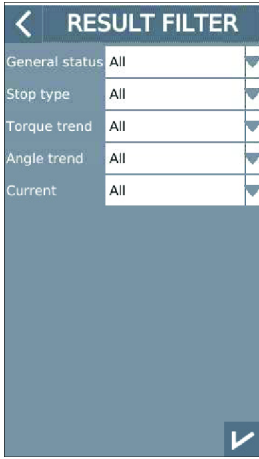 RESULT FILTER
General status All
Stop type All
Torque trend All
Angle trend All
Current All